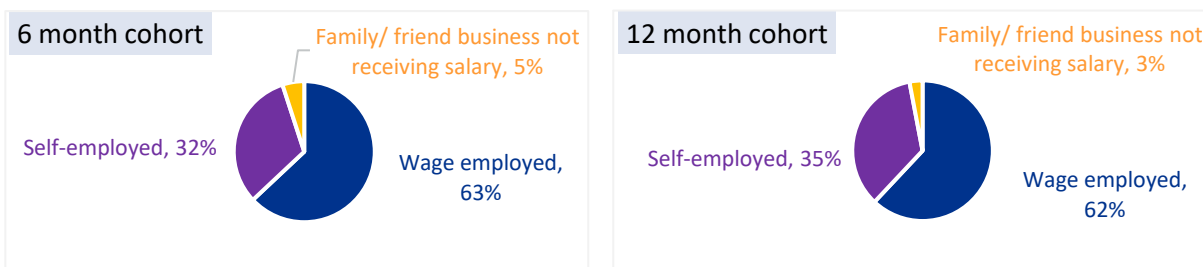 6 month cohort
Family/ friend business not
receiving salary, 5%
Self-employed, 32%
Wage employed,
63%
12 month cohort
Family/ friend business not
receiving salary, 3%
Self-employed, 35%
Wage employed,
62%